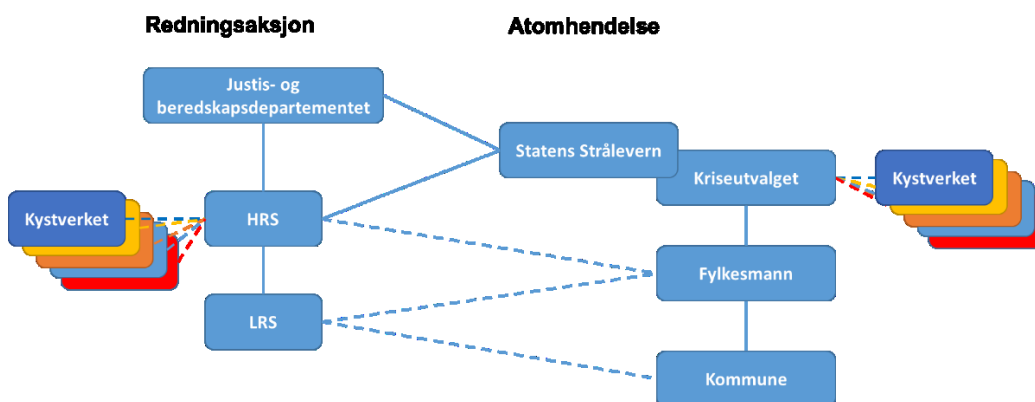 Redningsaksjon
Atomhendelse
Justis- og
beredskapsdepartementet
Statens Strålevern
Kriseutvalget
Kystverket
Kystverket
HRS
Fylkesmann
LRS
Kommune